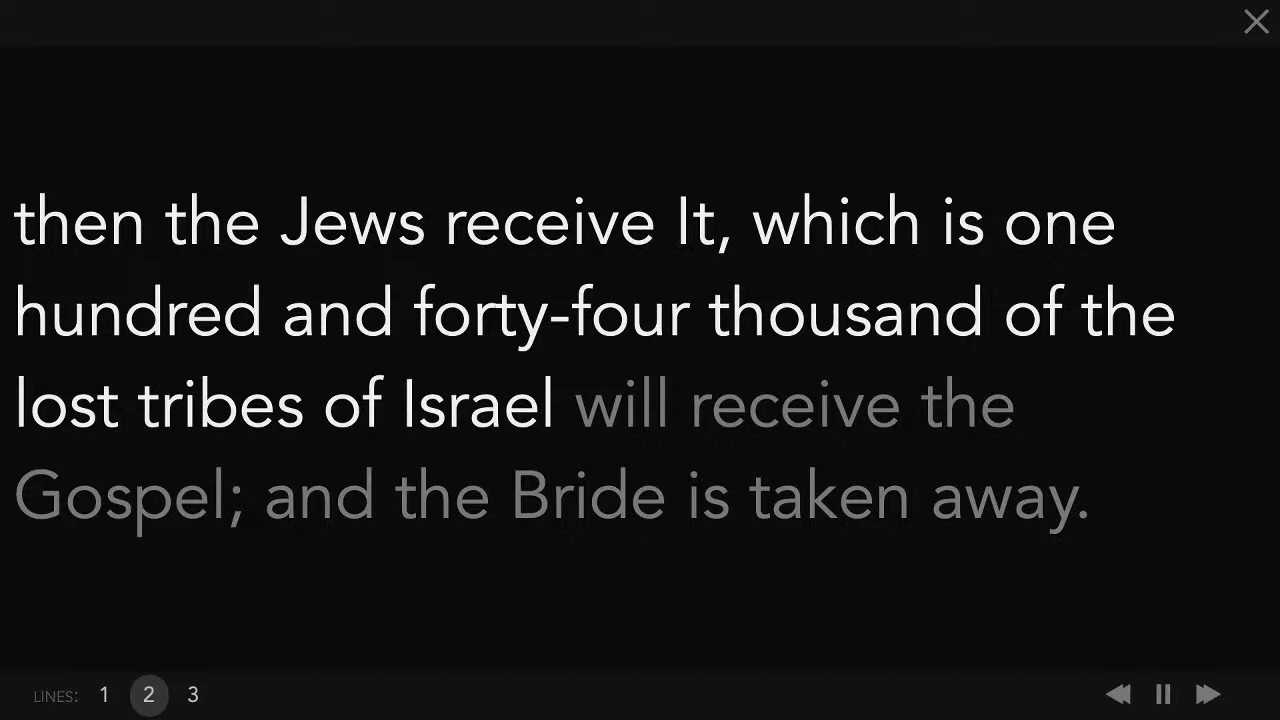 then the Jews receive It, which is one
hundred and forty-four thousand of the
lost tribes of Israel will receive the
Gospel; and the Bride is taken away.
LINES: 1 2 3